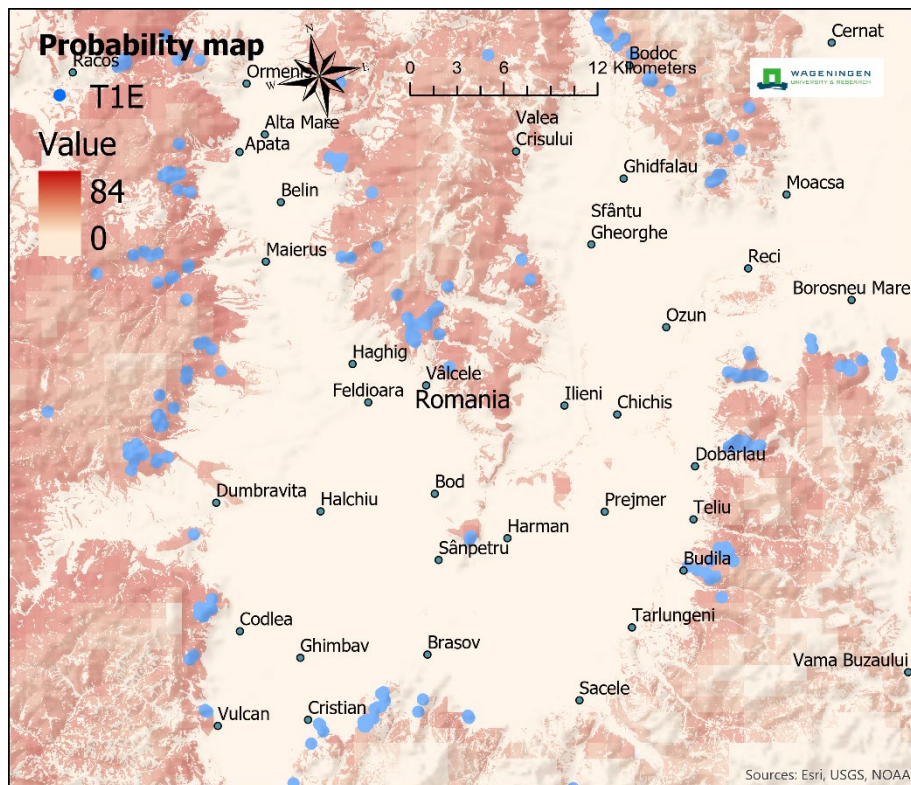 Probability map
Racos
T1E
Value
84
0
N
E
W
S
0 3 6 12
Kilometers
Bodoc
Cernat
WAGENINGEN
UNIVERSITY & RESEARCH
Ormenis
Alta Mare
Apata
Valea
Crisului
Ghidfalau
Moacsa
Belin
Sfântu
Gheorghe
Maierus
Reci
Borosneu Mare
Ozun
Haghig
Vâlcele
Feldioara
Romania
Ilieni
Chichis
Dobârlau
Dumbravita
Bod
Halchiu
Prejmer
Teliu
Harman
Sânpetru
Budila
Codlea
Tarlungeni
Ghimbav
Brasov
Vama Buzaului
Sacele
Vulcan
Cristian
Sources: Esri, USGS, NOAA